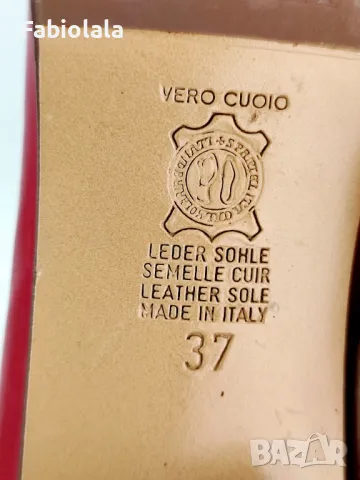 Fabiolala
VERO CUOIO
LEDER SOHLE
SEMELLE CUIR
LEATHER SOLE
MADE IN ITALY
37
BAZAR